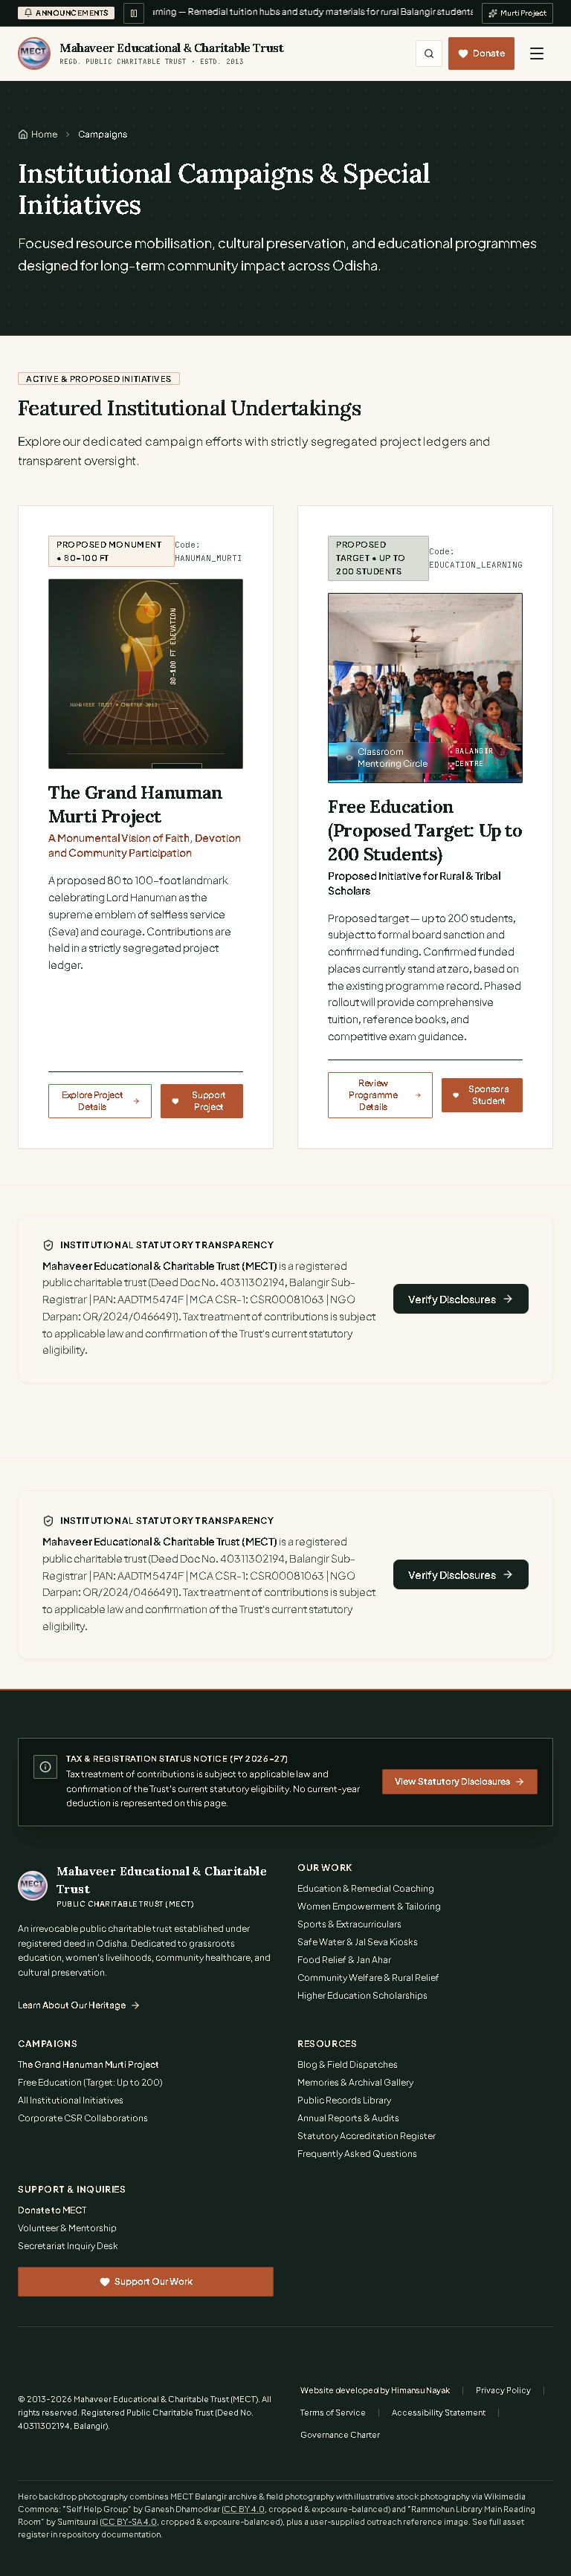 ANNOUNCEMENTS
rning — Remedial tuition hubs and study materials for rural Balangir students
Murti Project
MECT
Mahaveer Educational & Charitable Trust
REGD. PUBLIC CHARITABLE TRUST • ESTD. 2013
Donate
Home > Campaigns
Institutional Campaigns & Special
Initiatives
Focused resource mobilisation, cultural preservation, and educational programmes
designed for long-term community impact across Odisha.
ACTIVE & PROPOSED INITIATIVES
Featured Institutional Undertakings
Explore our dedicated campaign efforts with strictly segregated project ledgers and
transparent oversight.
PROPOSED MONUMENT
• 80–100 FT
Code:
HANUMAN_MURTI
80-100 FT ELEVATION
The Grand Hanuman
Murti Project
A Monumental Vision of Faith, Devotion
and Community Participation
A proposed 80 to 100-foot landmark
celebrating Lord Hanuman as the
supreme emblem of selfless service
(Seva) and courage. Contributions are
held in a strictly segregated project
ledger.
Explore Project
Details
Support
Project
PROPOSED
TARGET • UP TO
200 STUDENTS
Code:
EDUCATION_LEARNING
Classroom
Mentoring Circle
BALANGIR
CENTRE
Free Education
(Proposed Target: Up to
200 Students)
Proposed Initiative for Rural & Tribal
Scholars
Proposed target — up to 200 students,
subject to formal board sanction and
confirmed funding. Confirmed funded
places currently stand at zero, based on
the existing programme record. Phased
rollout will provide comprehensive
tuition, reference books, and
competitive exam guidance.
Review
Programme
Details
Sponsor a
Student
INSTITUTIONAL STATUTORY TRANSPARENCY
Mahaveer Educational & Charitable Trust (MECT) is a registered
public charitable trust (Deed Doc No. 40311302194, Balangir Sub-
Registrar | PAN: AADTM5474F | MCA CSR-1: CSR00081063 | NGO
Darpan: OR/2024/0466491). Tax treatment of contributions is subject
to applicable law and confirmation of the Trust's current statutory
eligibility.
Verify Disclosures
INSTITUTIONAL STATUTORY TRANSPARENCY
Mahaveer Educational & Charitable Trust (MECT) is a registered
public charitable trust (Deed Doc No. 40311302194, Balangir Sub-
Registrar | PAN: AADTM5474F | MCA CSR-1: CSR00081063 | NGO
Darpan: OR/2024/0466491). Tax treatment of contributions is subject
to applicable law and confirmation of the Trust's current statutory
eligibility.
Verify Disclosures
TAX & REGISTRATION STATUS NOTICE (FY 2026-27)
Tax treatment of contributions is subject to applicable law and
confirmation of the Trust's current statutory eligibility. No current-year
deduction is represented on this page.
View Statutory Disclosures
MECT
Mahaveer Educational & Charitable
Trust
PUBLIC CHARITABLE TRUST (MECT)
An irrevocable public charitable trust established under
registered deed in Odisha. Dedicated to grassroots
education, women's livelihoods, community healthcare, and
cultural preservation.
Learn About Our Heritage
OUR WORK
Education & Remedial Coaching
Women Empowerment & Tailoring
Sports & Extracurriculars
Safe Water & Jal Seva Kiosks
Food Relief & Jan Ahar
Community Welfare & Rural Relief
Higher Education Scholarships
CAMPAIGNS
The Grand Hanuman Murti Project
Free Education (Target: Up to 200)
All Institutional Initiatives
Corporate CSR Collaborations
RESOURCES
Blog & Field Dispatches
Memories & Archival Gallery
Public Records Library
Annual Reports & Audits
Statutory Accreditation Register
Frequently Asked Questions
SUPPORT & INQUIRIES
Donate to MECT
Volunteer & Mentorship
Secretariat Inquiry Desk
Support Our Work
© 2013–2026 Mahaveer Educational & Charitable Trust (MECT). All
rights reserved. Registered Public Charitable Trust (Deed No.
40311302194, Balangir).
Website developed by Himansu Nayak | Privacy Policy |
Terms of Service | Accessibility Statement |
Governance Charter
Hero backdrop photography combines MECT Balangir archive & field photography with illustrative stock photography via Wikimedia
Commons: "Self Help Group" by Ganesh Dhamodkar (CC BY 4.0, cropped & exposure-balanced) and "Rammohun Library Main Reading
Room" by Sumitsurai (CC BY-SA 4.0, cropped & exposure-balanced), plus a user-supplied outreach reference image. See full asset
register in repository documentation.